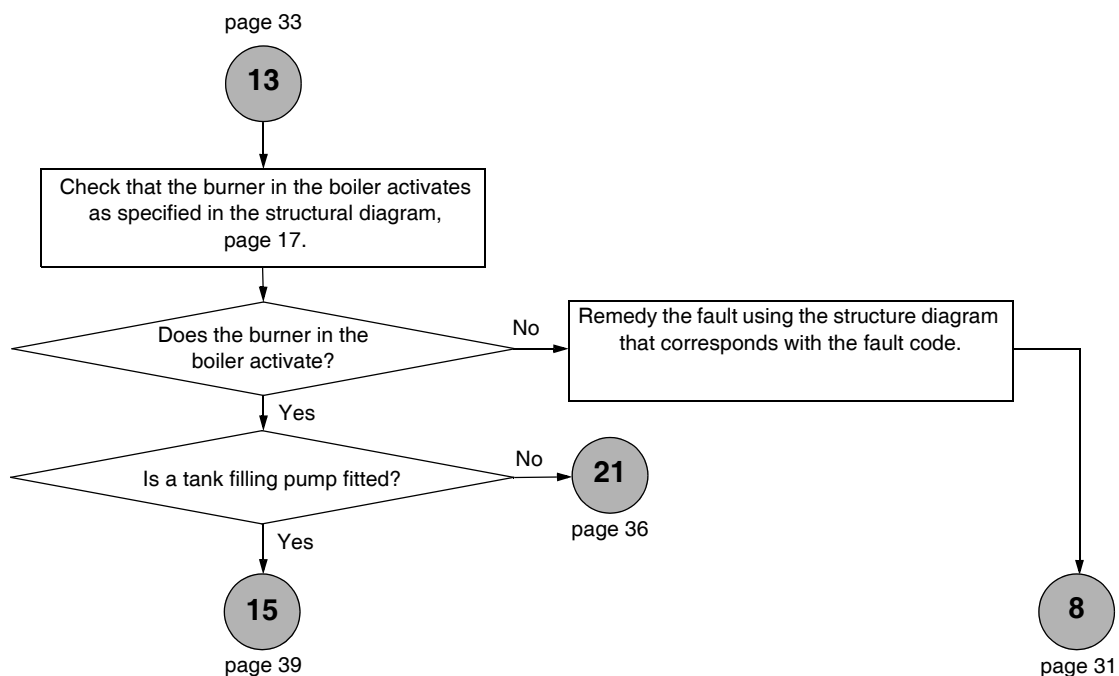 page 33
13
Check that the burner in the boiler activates
as specified in the structural diagram,
page 17.
Does the burner in the
boiler activate?
No
Remedy the fault using the structure diagram
that corresponds with the fault code.
Yes
Is a tank filling pump fitted?
No
21
page 36
Yes
15
page 39
8
page 31